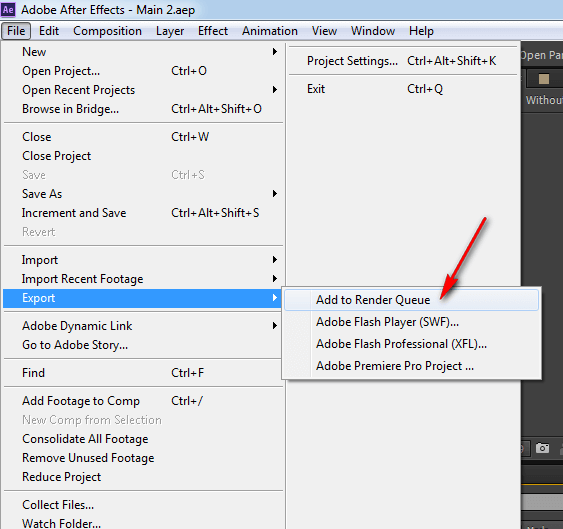 Ae Adobe After Effects - Main 2.aep
File Edit Composition Layer Effect Animation View Window Help
New
Open Project... Ctrl+O
Open Recent Projects
Browse in Bridge... Ctrl+Alt+Shift+O
Close Ctrl+W
Close Project
Save Ctrl+S
Save As
Increment and Save Ctrl+Alt+Shift+S
Revert
Import
Import Recent Footage
Export
Adobe Dynamic Link
Go to Adobe Story...
Find Ctrl+F
Add Footage to Comp Ctrl+/
New Comp from Selection
Consolidate All Footage
Remove Unused Footage
Reduce Project
Collect Files...
Watch Folder...
Project Settings... Ctrl+Alt+Shift+K
Exit Ctrl+Q
Add to Render Queue
Adobe Flash Player (SWF)...
Adobe Flash Professional (XFL)...
Adobe Premiere Pro Project ...
Open Pa
Without